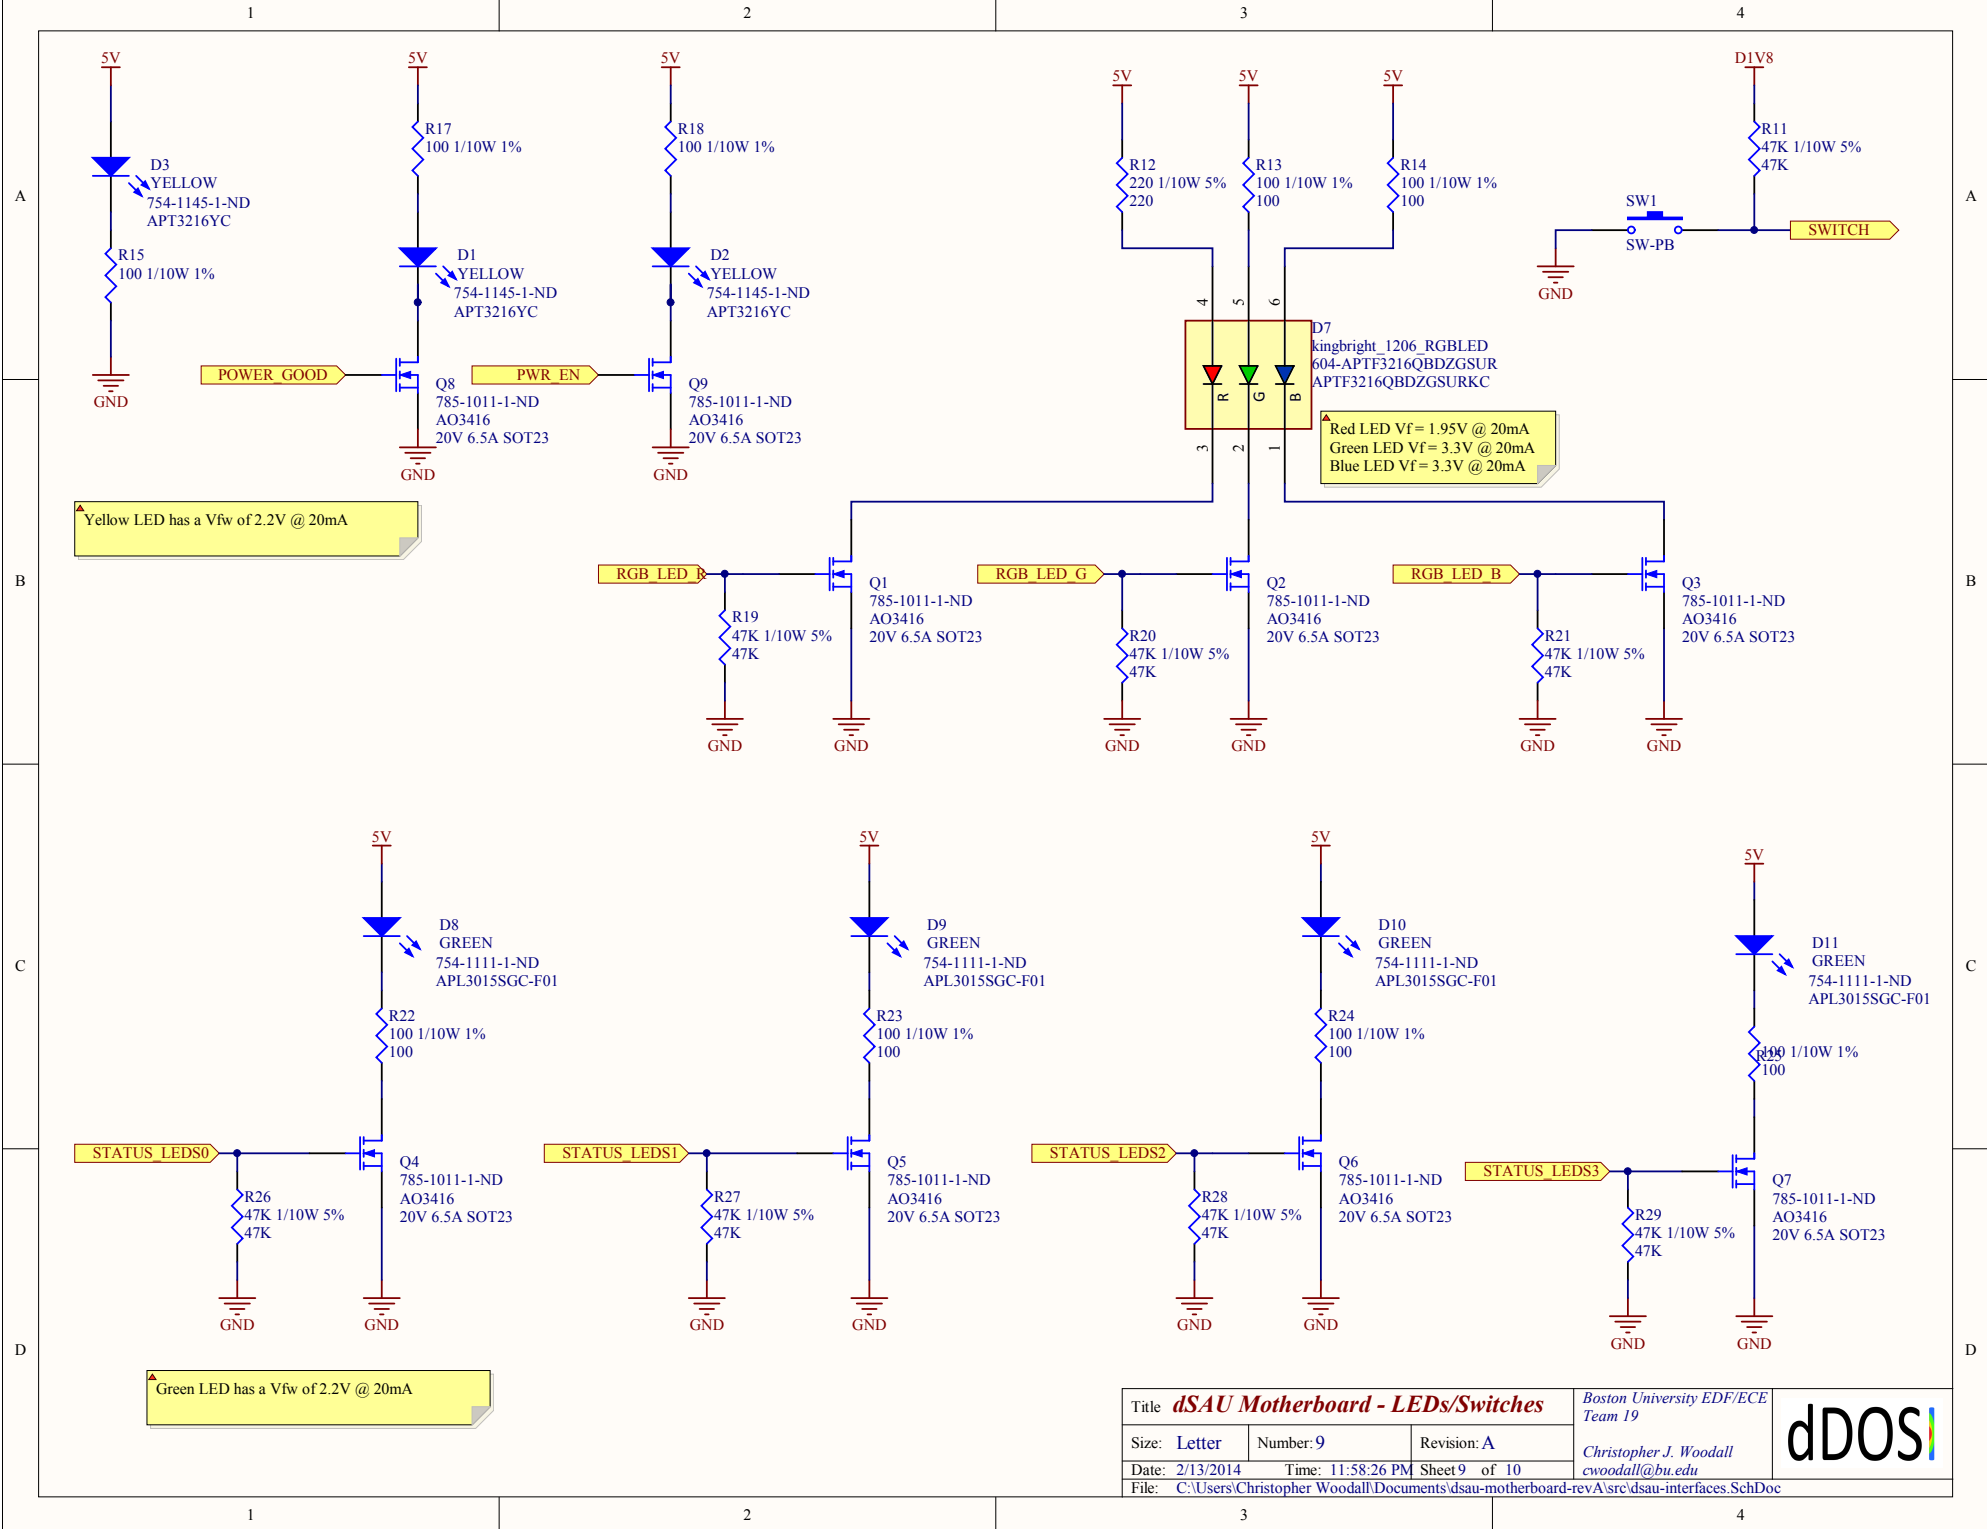 1
2
3
4
A
A
B
B
C
C
D
D
5V
D3
YELLOW
754-1145-1-ND
APT3216YC
R15
100 1/10W 1%
GND
5V
R17
100 1/10W 1%
D1
YELLOW
754-1145-1-ND
APT3216YC
POWER_GOOD
Q8
785-1011-1-ND
AO3416
20V 6.5A SOT23
GND
5V
R18
100 1/10W 1%
D2
YELLOW
754-1145-1-ND
APT3216YC
PWR_EN
Q9
785-1011-1-ND
AO3416
20V 6.5A SOT23
GND
Yellow LED has a Vfw of 2.2V @ 20mA
5V
R12
220 1/10W 5%
220
5V
R13
100 1/10W 1%
100
5V
R14
100 1/10W 1%
100
4
5
6
D7
kingbright_1206_RGBLED
604-APTF3216QBDZGSUR
APTF3216QBDZGSURKC
R
G
B
3
2
1
Red LED Vf = 1.95V @ 20mA
Green LED Vf = 3.3V @ 20mA
Blue LED Vf = 3.3V @ 20mA
D1V8
R11
47K 1/10W 5%
47K
SW1
SW-PB
SWITCH
GND
RGB_LED_R
Q1
785-1011-1-ND
AO3416
20V 6.5A SOT23
R19
47K 1/10W 5%
47K
GND
GND
RGB_LED_G
Q2
785-1011-1-ND
AO3416
20V 6.5A SOT23
R20
47K 1/10W 5%
47K
GND
GND
RGB_LED_B
Q3
785-1011-1-ND
AO3416
20V 6.5A SOT23
R21
47K 1/10W 5%
47K
GND
GND
5V
D8
GREEN
754-1111-1-ND
APL3015SGC-F01
R22
100 1/10W 1%
100
STATUS_LEDS0
Q4
785-1011-1-ND
AO3416
20V 6.5A SOT23
R26
47K 1/10W 5%
47K
GND
GND
5V
D9
GREEN
754-1111-1-ND
APL3015SGC-F01
R23
100 1/10W 1%
100
STATUS_LEDS1
Q5
785-1011-1-ND
AO3416
20V 6.5A SOT23
R27
47K 1/10W 5%
47K
GND
GND
5V
D10
GREEN
754-1111-1-ND
APL3015SGC-F01
R24
100 1/10W 1%
100
STATUS_LEDS2
Q6
785-1011-1-ND
AO3416
20V 6.5A SOT23
R28
47K 1/10W 5%
47K
GND
GND
5V
D11
GREEN
754-1111-1-ND
APL3015SGC-F01
R25
100 1/10W 1%
100
STATUS_LEDS3
Q7
785-1011-1-ND
AO3416
20V 6.5A SOT23
R29
47K 1/10W 5%
47K
GND
GND
Green LED has a Vfw of 2.2V @ 20mA
Title dSAU Motherboard - LEDs/Switches
Size: Letter Number: 9 Revision: A
Date: 2/13/2014 Time: 11:58:26 PM Sheet 9 of 10
File: C:\Users\Christopher Woodall\Documents\dsau-motherboard-revA\src\dsau-interfaces.SchDoc
Boston University EDF/ECE
Team 19
Christopher J. Woodall
cwoodall@bu.edu
dDOSI
1
2
3
4